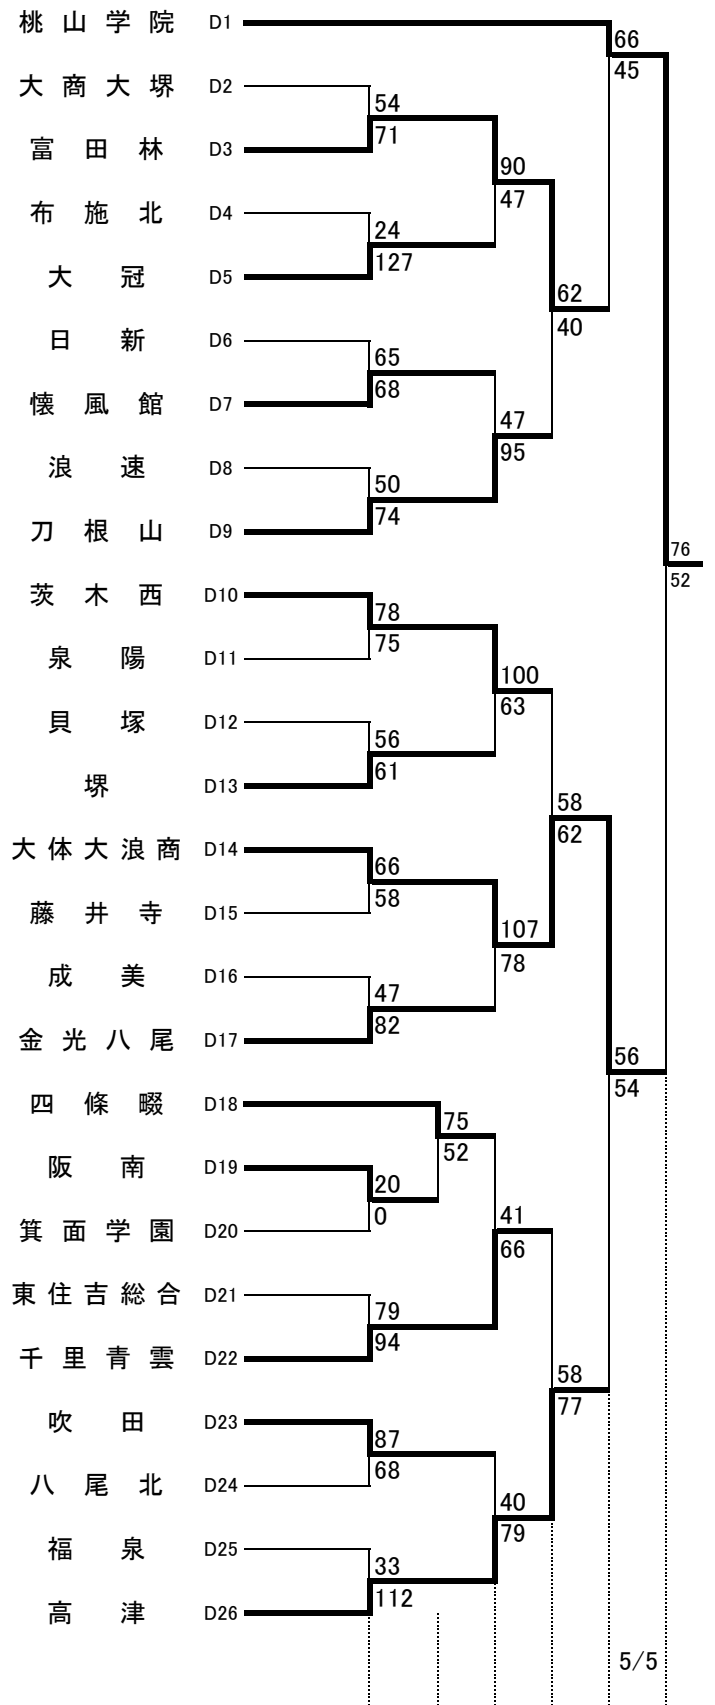 桃山学院 D1
66
45
大商大堺 D2
54
71
富田林 D3
90
47
布施北 D4
24
127
大冠 D5
62
40
日新 D6
65
68
懐風館 D7
47
95
浪速 D8
50
74
刀根山 D9
76
52
茨木西 D10
78
75
泉陽 D11
100
63
貝塚 D12
56
61
堺 D13
58
62
大体大浪商 D14
66
58
藤井寺 D15
107
78
成美 D16
47
82
金光八尾 D17
56
54
四條畷 D18
75
52
阪南 D19
20
0
箕面学園 D20
41
66
東住吉総合 D21
79
94
千里青雲 D22
58
77
吹田 D23
87
68
八尾北 D24
40
79
福泉 D25
33
112
高津 D26
5/5